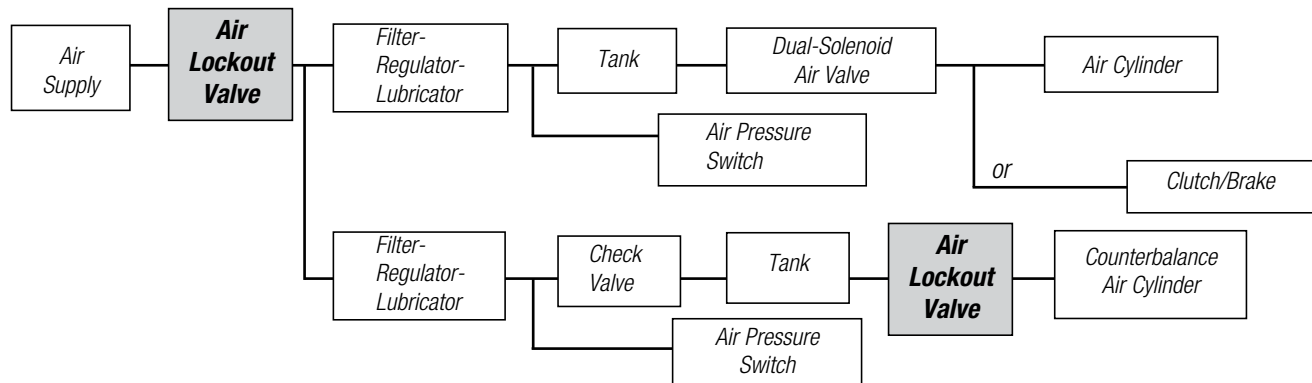 Air
Supply
Air
Lockout
Valve
Filter-
Regulator-
Lubricator
Tank
Dual-Solenoid
Air Valve
Air Cylinder
Air Pressure
Switch
or
Clutch/Brake
Filter-
Regulator-
Lubricator
Check
Valve
Tank
Air
Lockout
Valve
Counterbalance
Air Cylinder
Air Pressure
Switch